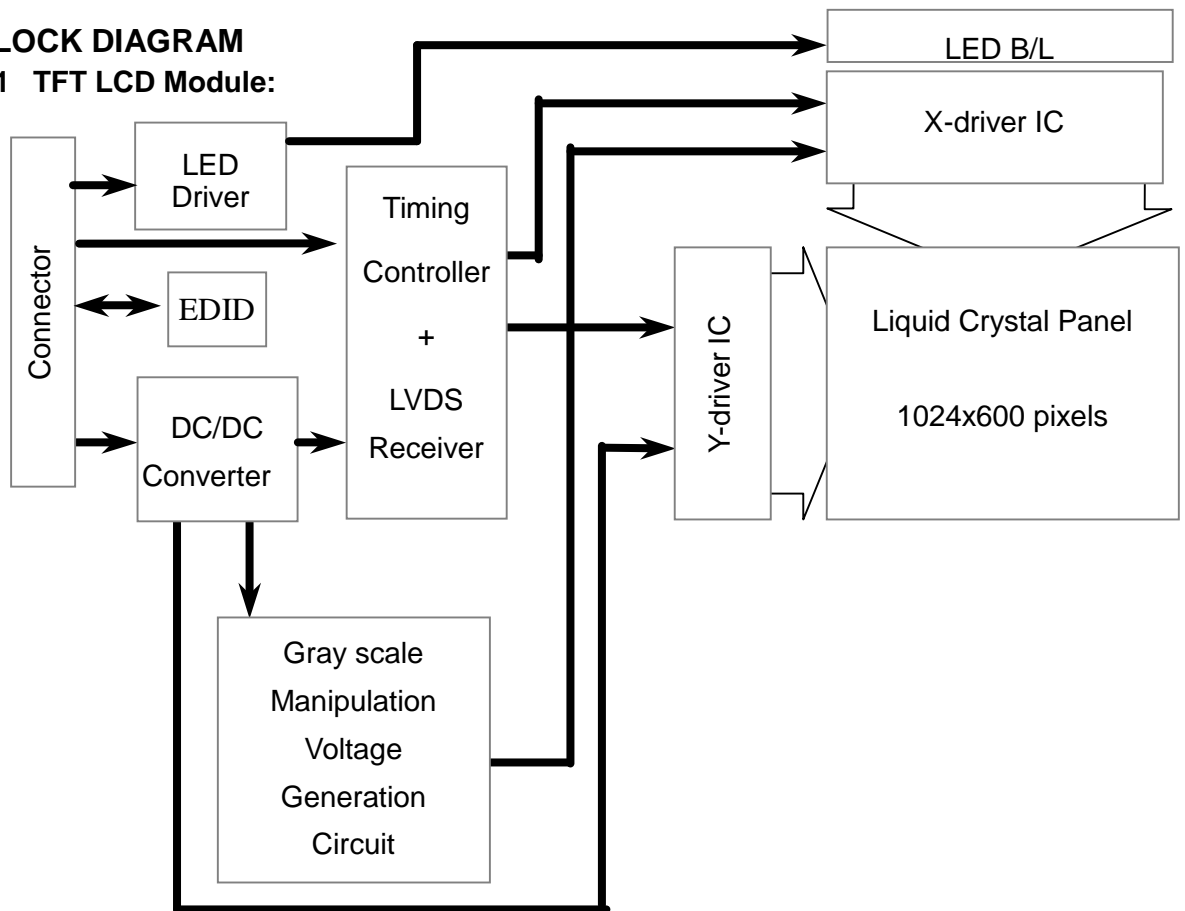 LOCK DIAGRAM
1 TFT LCD Module:
LED B/L
X-driver IC
LED
Driver
Timing
Controller
+
LVDS
Receiver
Connector
EDID
DC/DC
Converter
Y-driver IC
Liquid Crystal Panel
1024x600 pixels
Gray scale
Manipulation
Voltage
Generation
Circuit